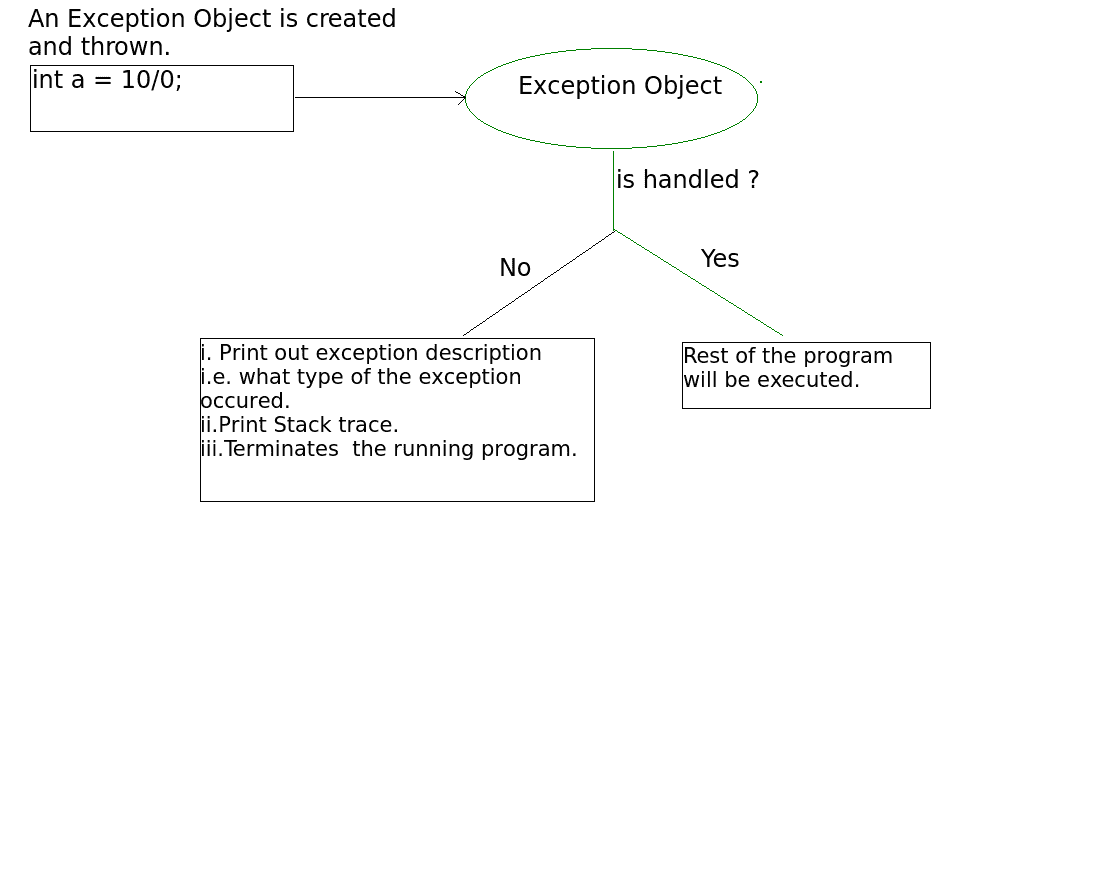 An Exception Object is created
and thrown.
int a = 10/0;
Exception Object
is handled ?
No
Yes
i. Print out exception description
i.e. what type of the exception
occured.
ii.Print Stack trace.
iii.Terminates  the running program.
Rest of the program
will be executed.